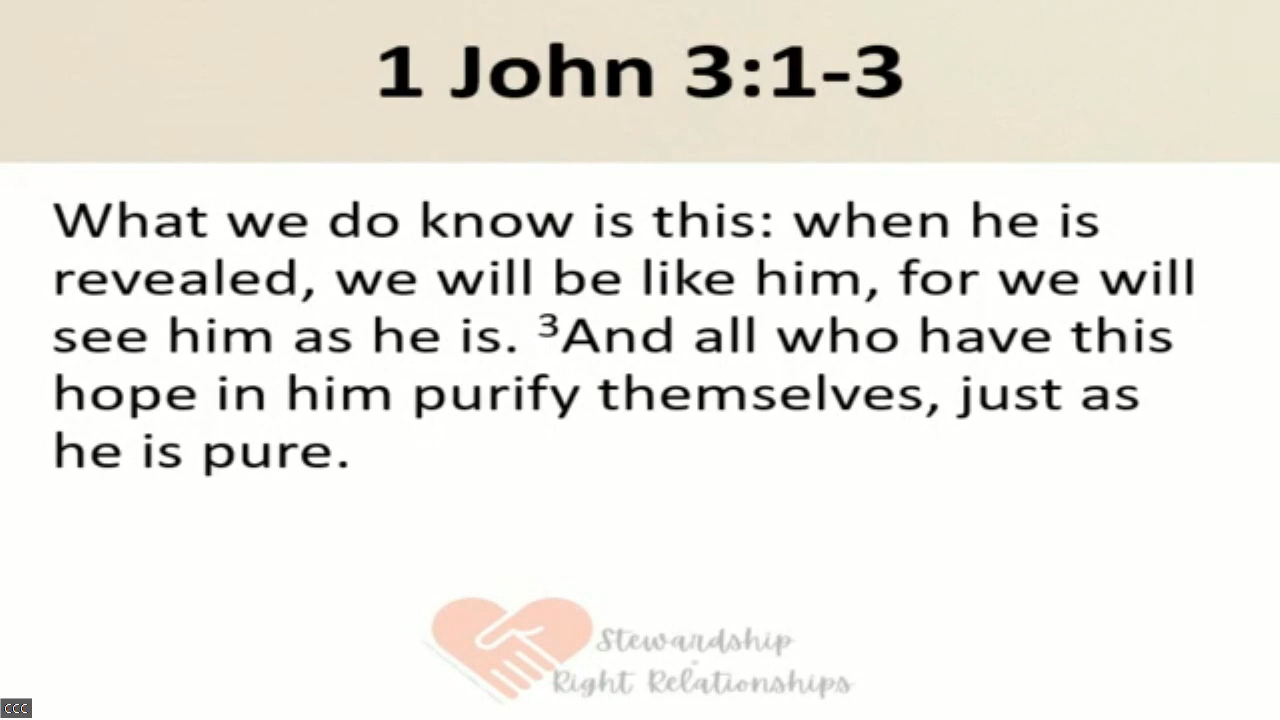 1 John 3:1-3
What we do know is this: when he is
revealed, we will be like him, for we will
see him as he is. ³And all who have this
hope in him purify themselves, just as
he is pure.
Stewardship
Right Relationships
CCC